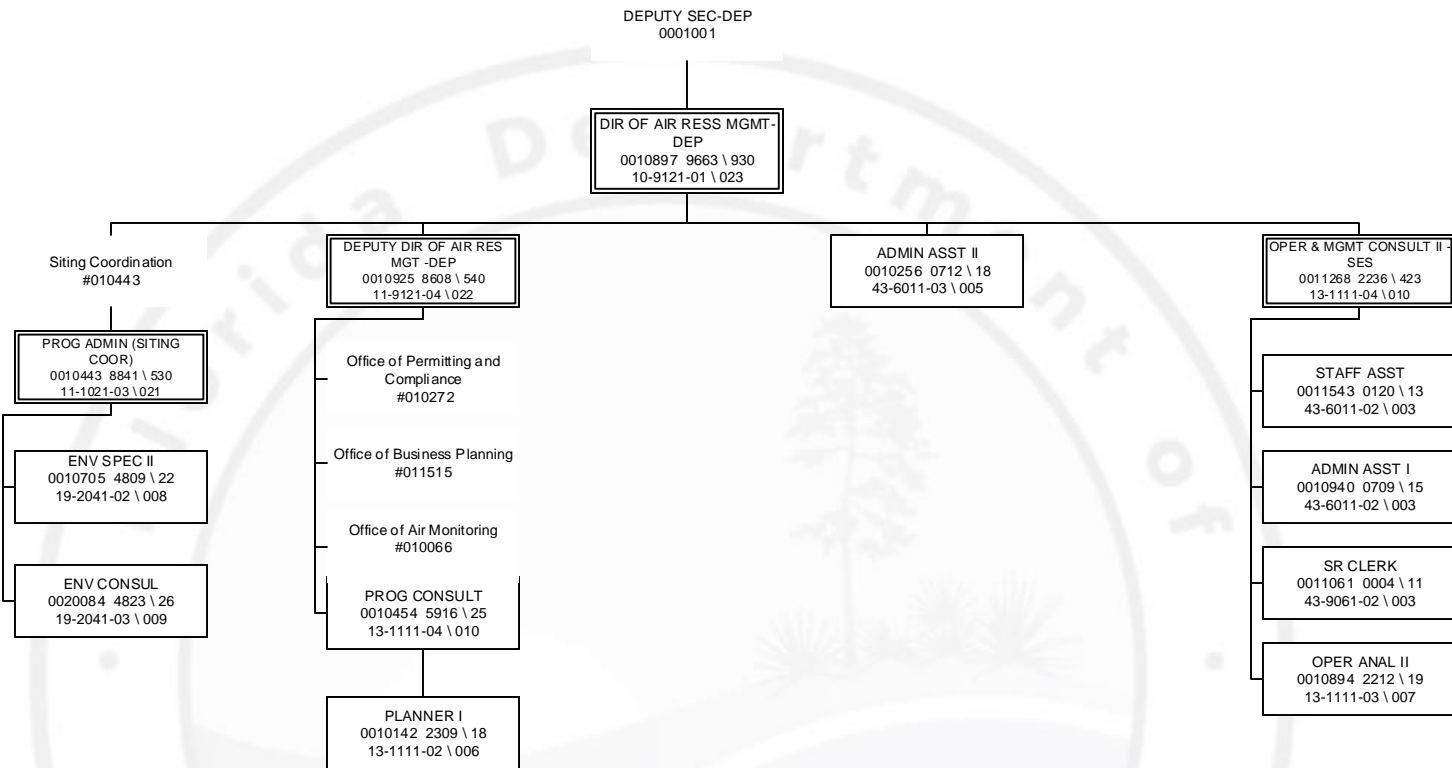 DEPUTY SEC-DEP
0001001
DIR OF AIR RESS MGMT-
DEP
0010897 9663 \ 930
10-9121-01 \ 023
Siting Coordination
#010443
PROG ADMIN (SITING
COOR)
0010443 8841 \ 530
11-1021-03 \ 021
ENV SPEC II
0010705 4809 \ 22
19-2041-02 \ 008
ENV CONSUL
0020084 4823 \ 26
19-2041-03 \ 009
DEPUTY DIR OF AIR RES
MGT -DEP
0010925 8608 \ 540
11-9121-04 \ 022
Office of Permitting and
Compliance
#010272
Office of Business Planning
#011515
Office of Air Monitoring
#010066
PROG CONSULT
0010454 5916 \ 25
13-1111-04 \ 010
PLANNER I
0010142 2309 \ 18
13-1111-02 \ 006
ADMIN ASST II
0010256 0712 \ 18
43-6011-03 \ 005
OPER & MGMT CONSULT II -
SES
0011268 2236 \ 423
13-1111-04 \ 010
STAFF ASST
0011543 0120 \ 13
43-6011-02 \ 003
ADMIN ASST I
0010940 0709 \ 15
43-6011-02 \ 003
SR CLERK
0011061 0004 \ 11
43-9061-02 \ 003
OPER ANAL II
0010894 2212 \ 19
13-1111-03 \ 007